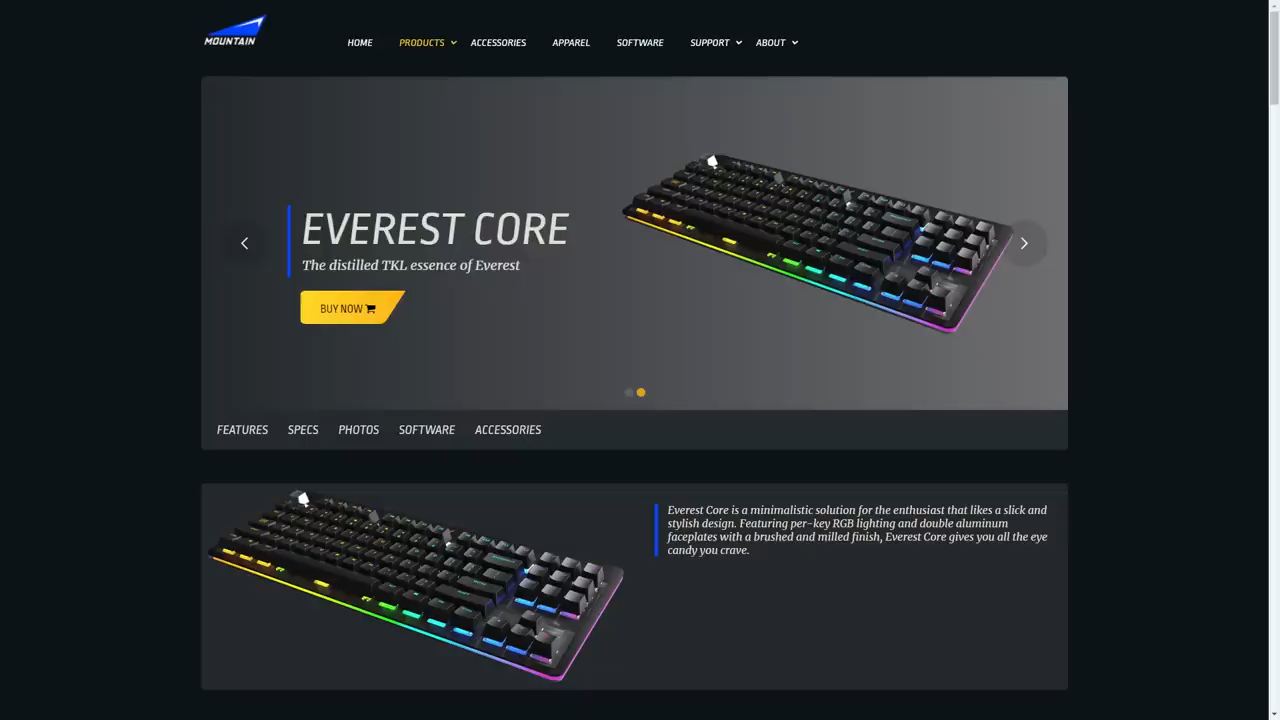 MOUNTAIN
HOME PRODUCTS ACCESSORIES APPAREL SOFTWARE SUPPORT ABOUT
EVEREST CORE
The distilled TKL essence of Everest
BUY NOW
FEATURES SPECS PHOTOS SOFTWARE ACCESSORIES
Everest Core is a minimalistic solution for the enthusiast that likes a slick and
stylish design. Featuring per-key RGB lighting and double aluminum
faceplates with a brushed and milled finish, Everest Core gives you all the eye
candy you crave.